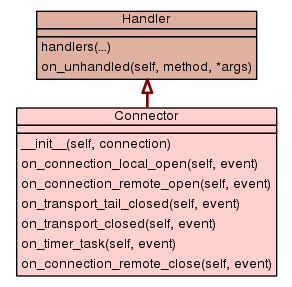 Handler
handlers(...)
on_unhandled(self, method, *args)
Connector
__init__(self, connection)
on_connection_local_open(self, event)
on_connection_remote_open(self, event)
on_transport_tail_closed(self, event)
on_transport_closed(self, event)
on_timer_task(self, event)
on_connection_remote_close(self, event)